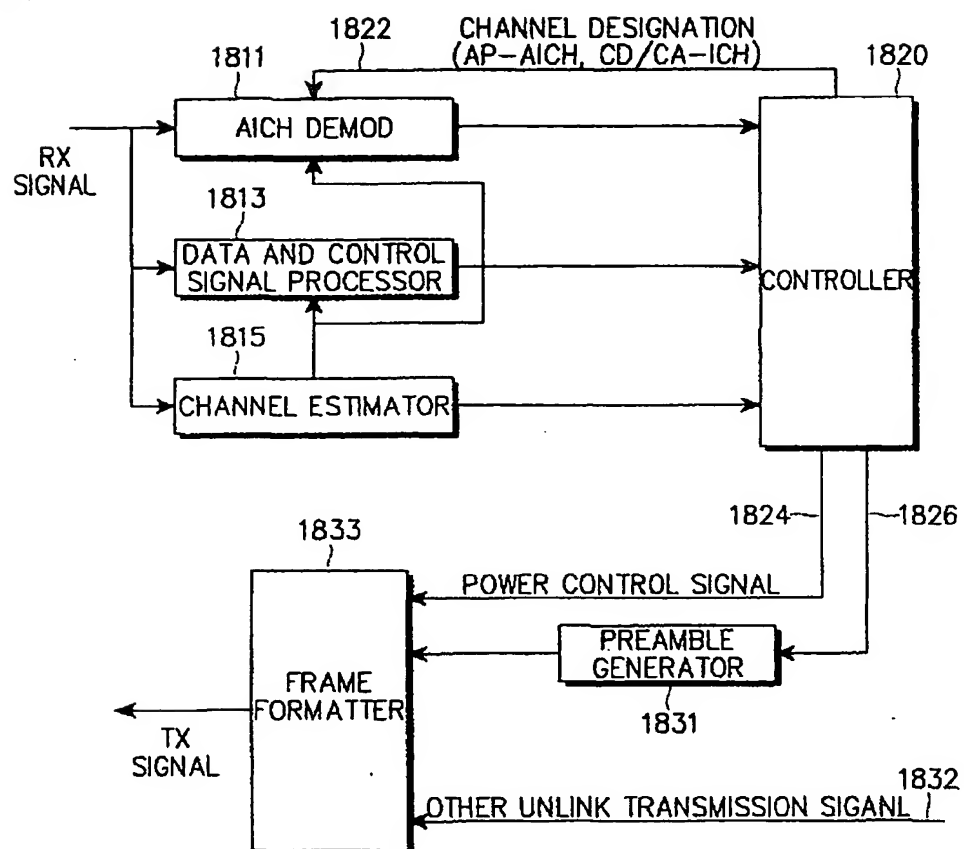 CHANNEL DESIGNATION
(AP-AICH, CD/CA-ICH)
1811
1822
1820
AICH DEMOD
RX
SIGNAL
1813
DATA AND CONTROL
SIGNAL PROCESSOR
CONTROLLER
1815
CHANNEL ESTIMATOR
1824
1826
1833
POWER CONTROL SIGNAL
PREAMBLE
GENERATOR
FRAME
FORMATTER
1831
TX
SIGNAL
1832
OTHER UNLINK TRANSMISSION SIGANL